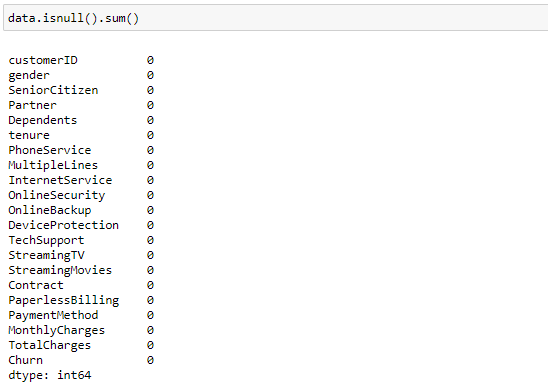 data.isnull().sum()
customerID 0
gender 0
SeniorCitizen 0
Partner 0
Dependents 0
tenure 0
PhoneService 0
MultipleLines 0
InternetService 0
OnlineSecurity 0
OnlineBackup 0
DeviceProtection 0
TechSupport 0
StreamingTV 0
StreamingMovies 0
Contract 0
PaperlessBilling 0
PaymentMethod 0
MonthlyCharges 0
TotalCharges 0
Churn 0
dtype: int64